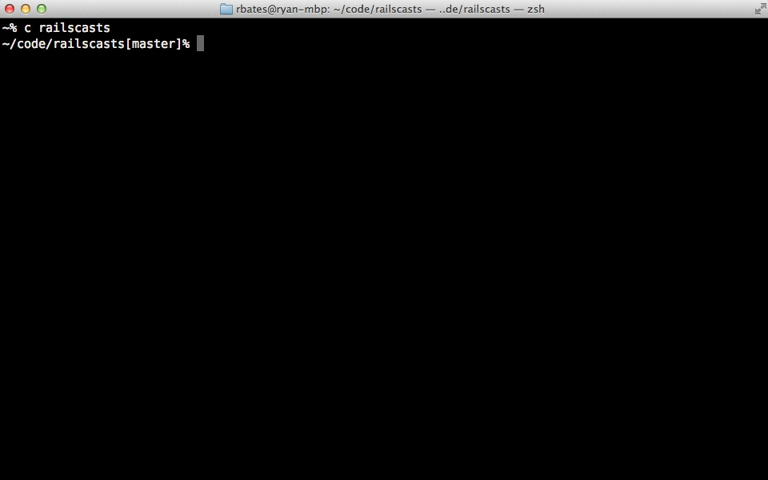 rbates@ryan-mbp: ~/code/railscasts — ..de/railscasts — zsh
~% c railscasts
~/code/railscasts[master]%